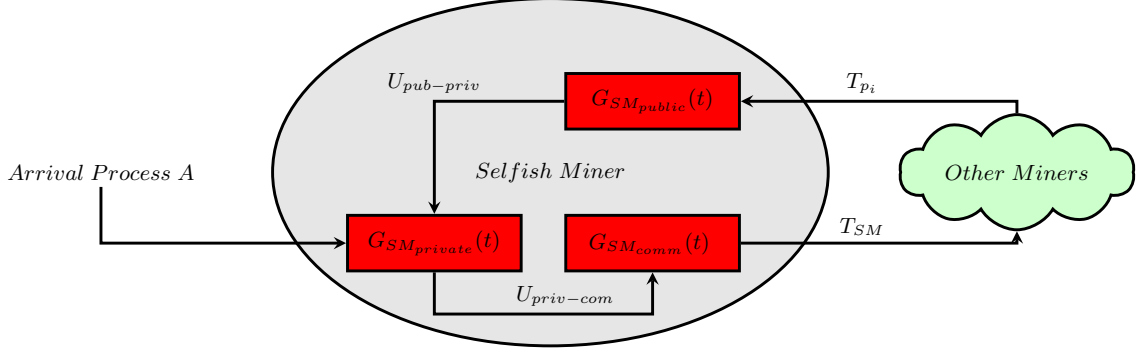 U_{pub-priv}
G_{SM_{public}}(t)
T_{p_i}
Arrival Process A
Selfish Miner
Other Miners
G_{SM_{private}}(t)
G_{SM_{comm}}(t)
T_{SM}
U_{priv-com}